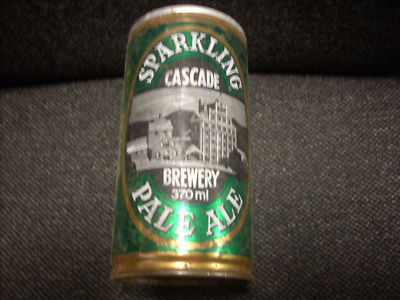 SPARKLING
CASCADE
BREWERY
370 ml
PALE ALE